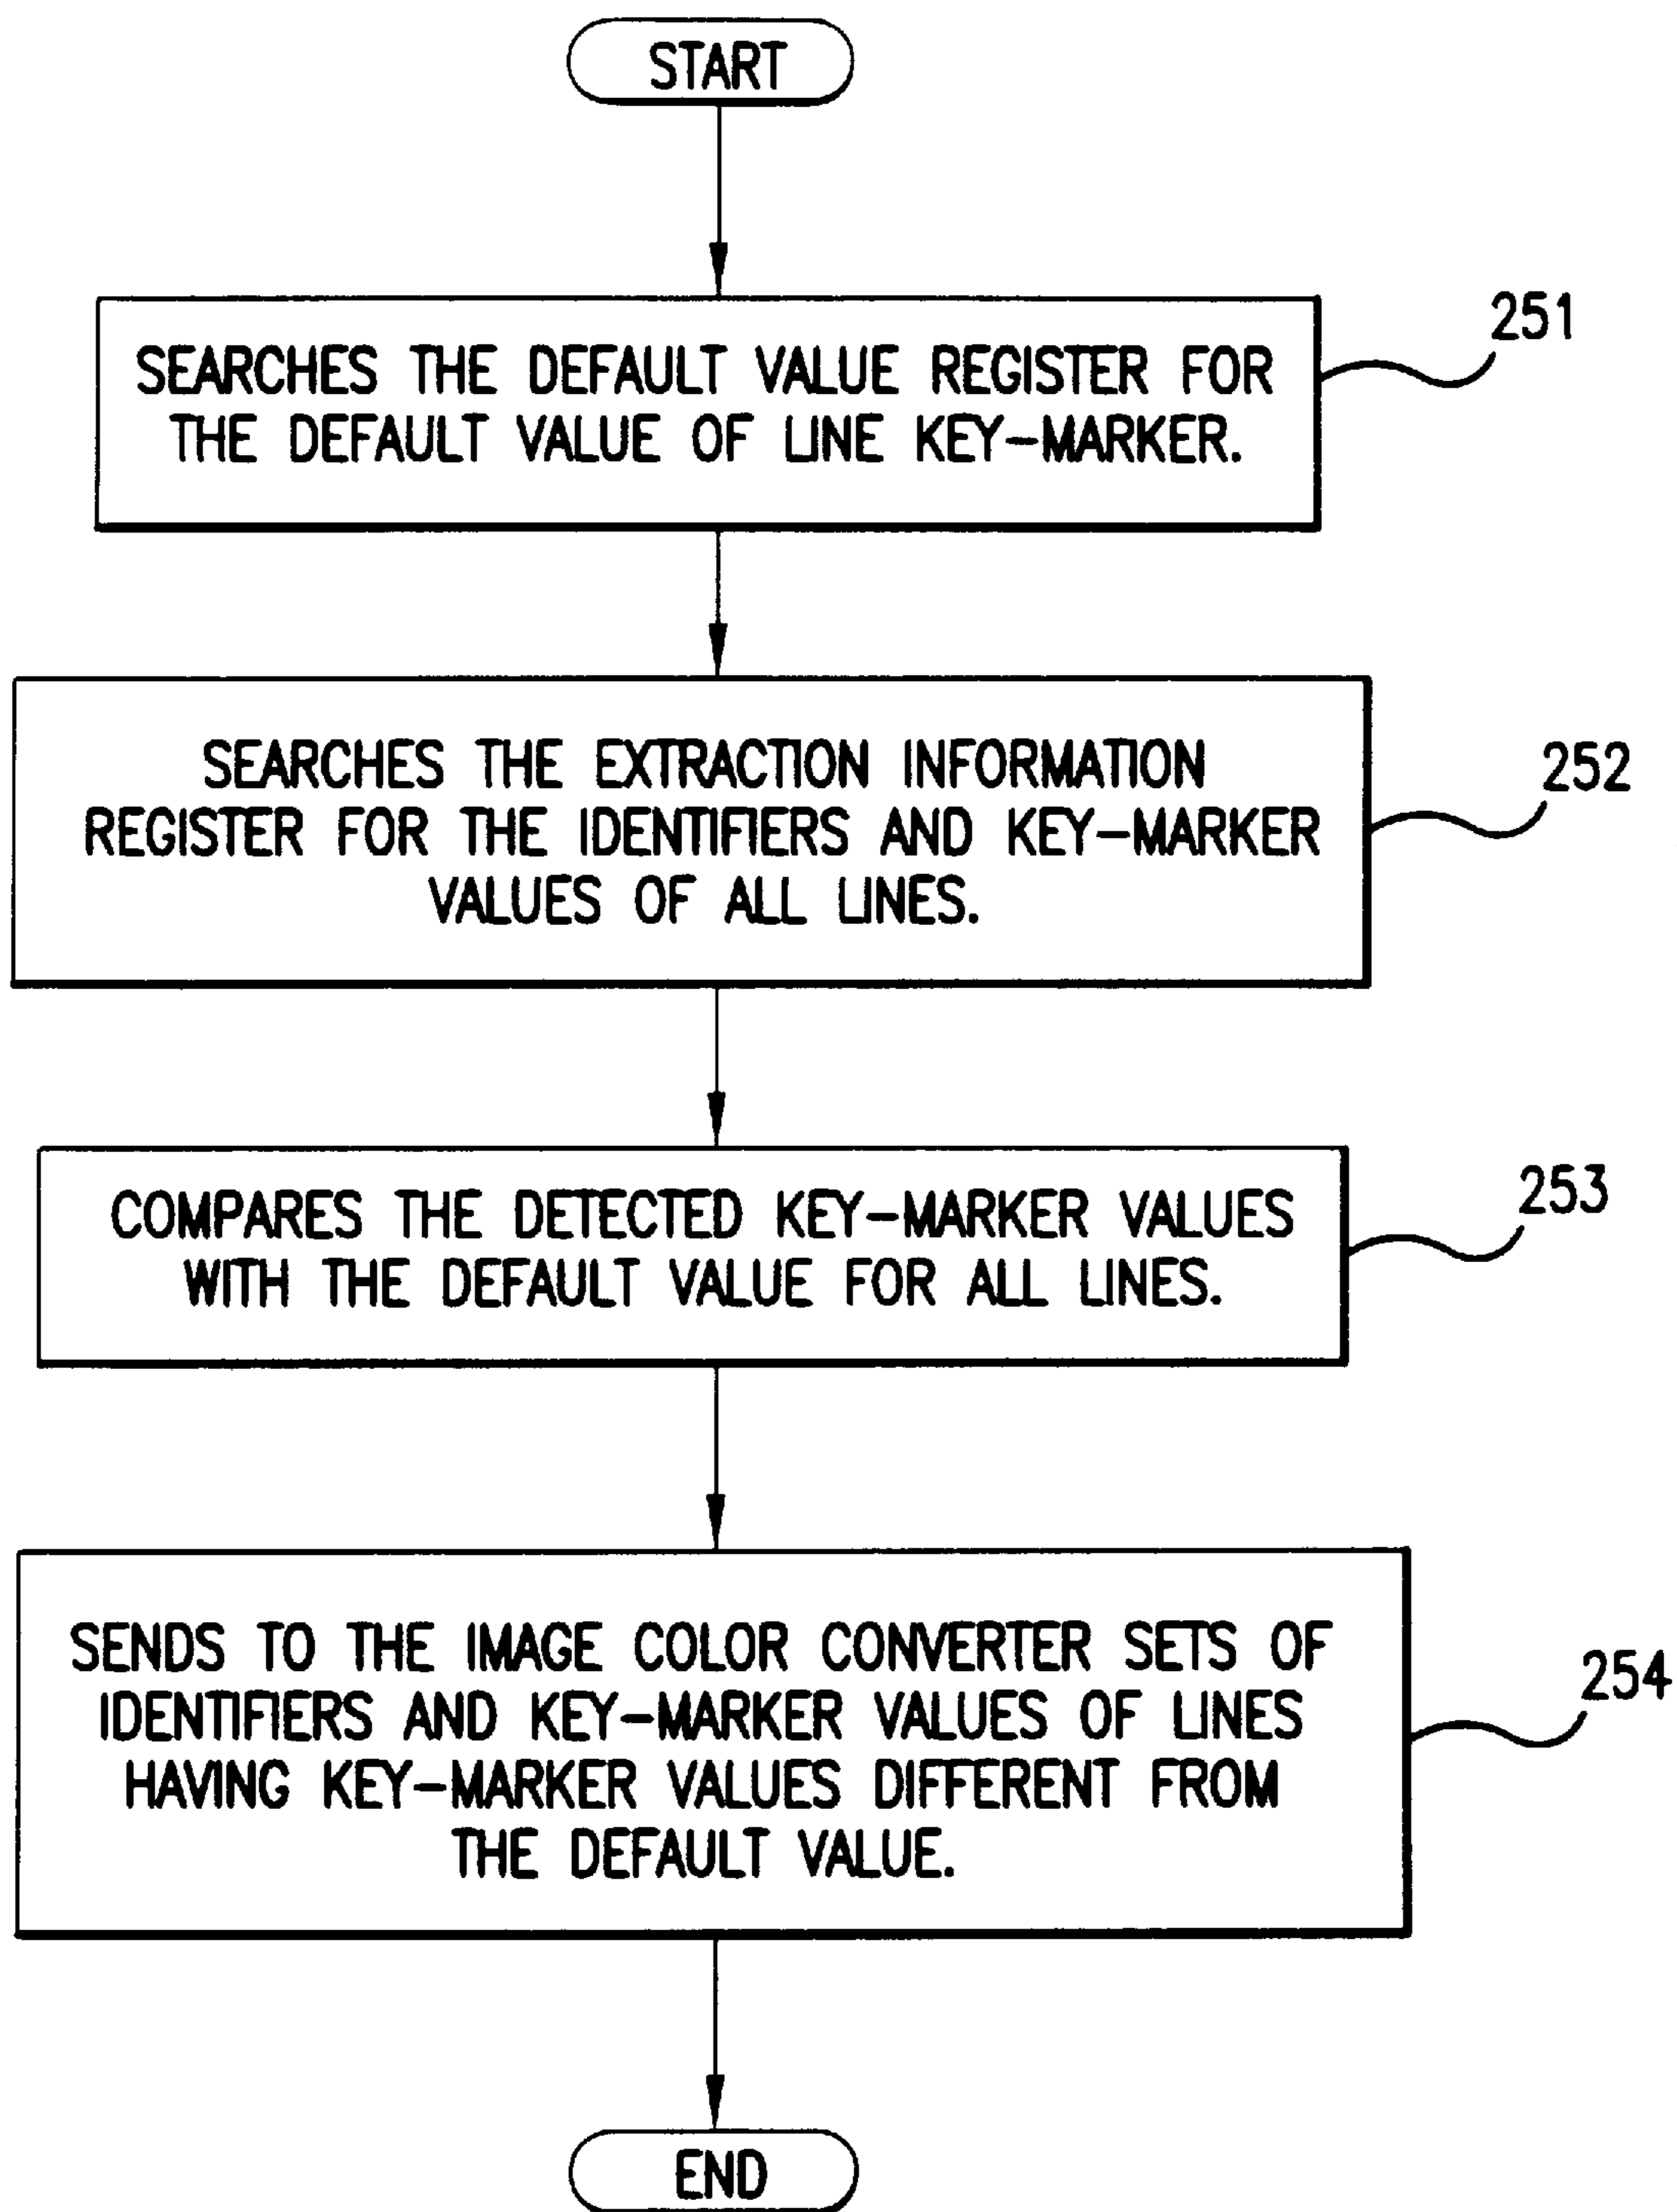 START
SEARCHES THE DEFAULT VALUE REGISTER FOR
THE DEFAULT VALUE OF LINE KEY-MARKER.
251
SEARCHES THE EXTRACTION INFORMATION
REGISTER FOR THE IDENTIFIERS AND KEY-MARKER
VALUES OF ALL LINES.
252
COMPARES THE DETECTED KEY-MARKER VALUES
WITH THE DEFAULT VALUE FOR ALL LINES.
253
SENDS TO THE IMAGE COLOR CONVERTER SETS OF
IDENTIFIERS AND KEY-MARKER VALUES OF LINES
HAVING KEY-MARKER VALUES DIFFERENT FROM
THE DEFAULT VALUE.
254
END